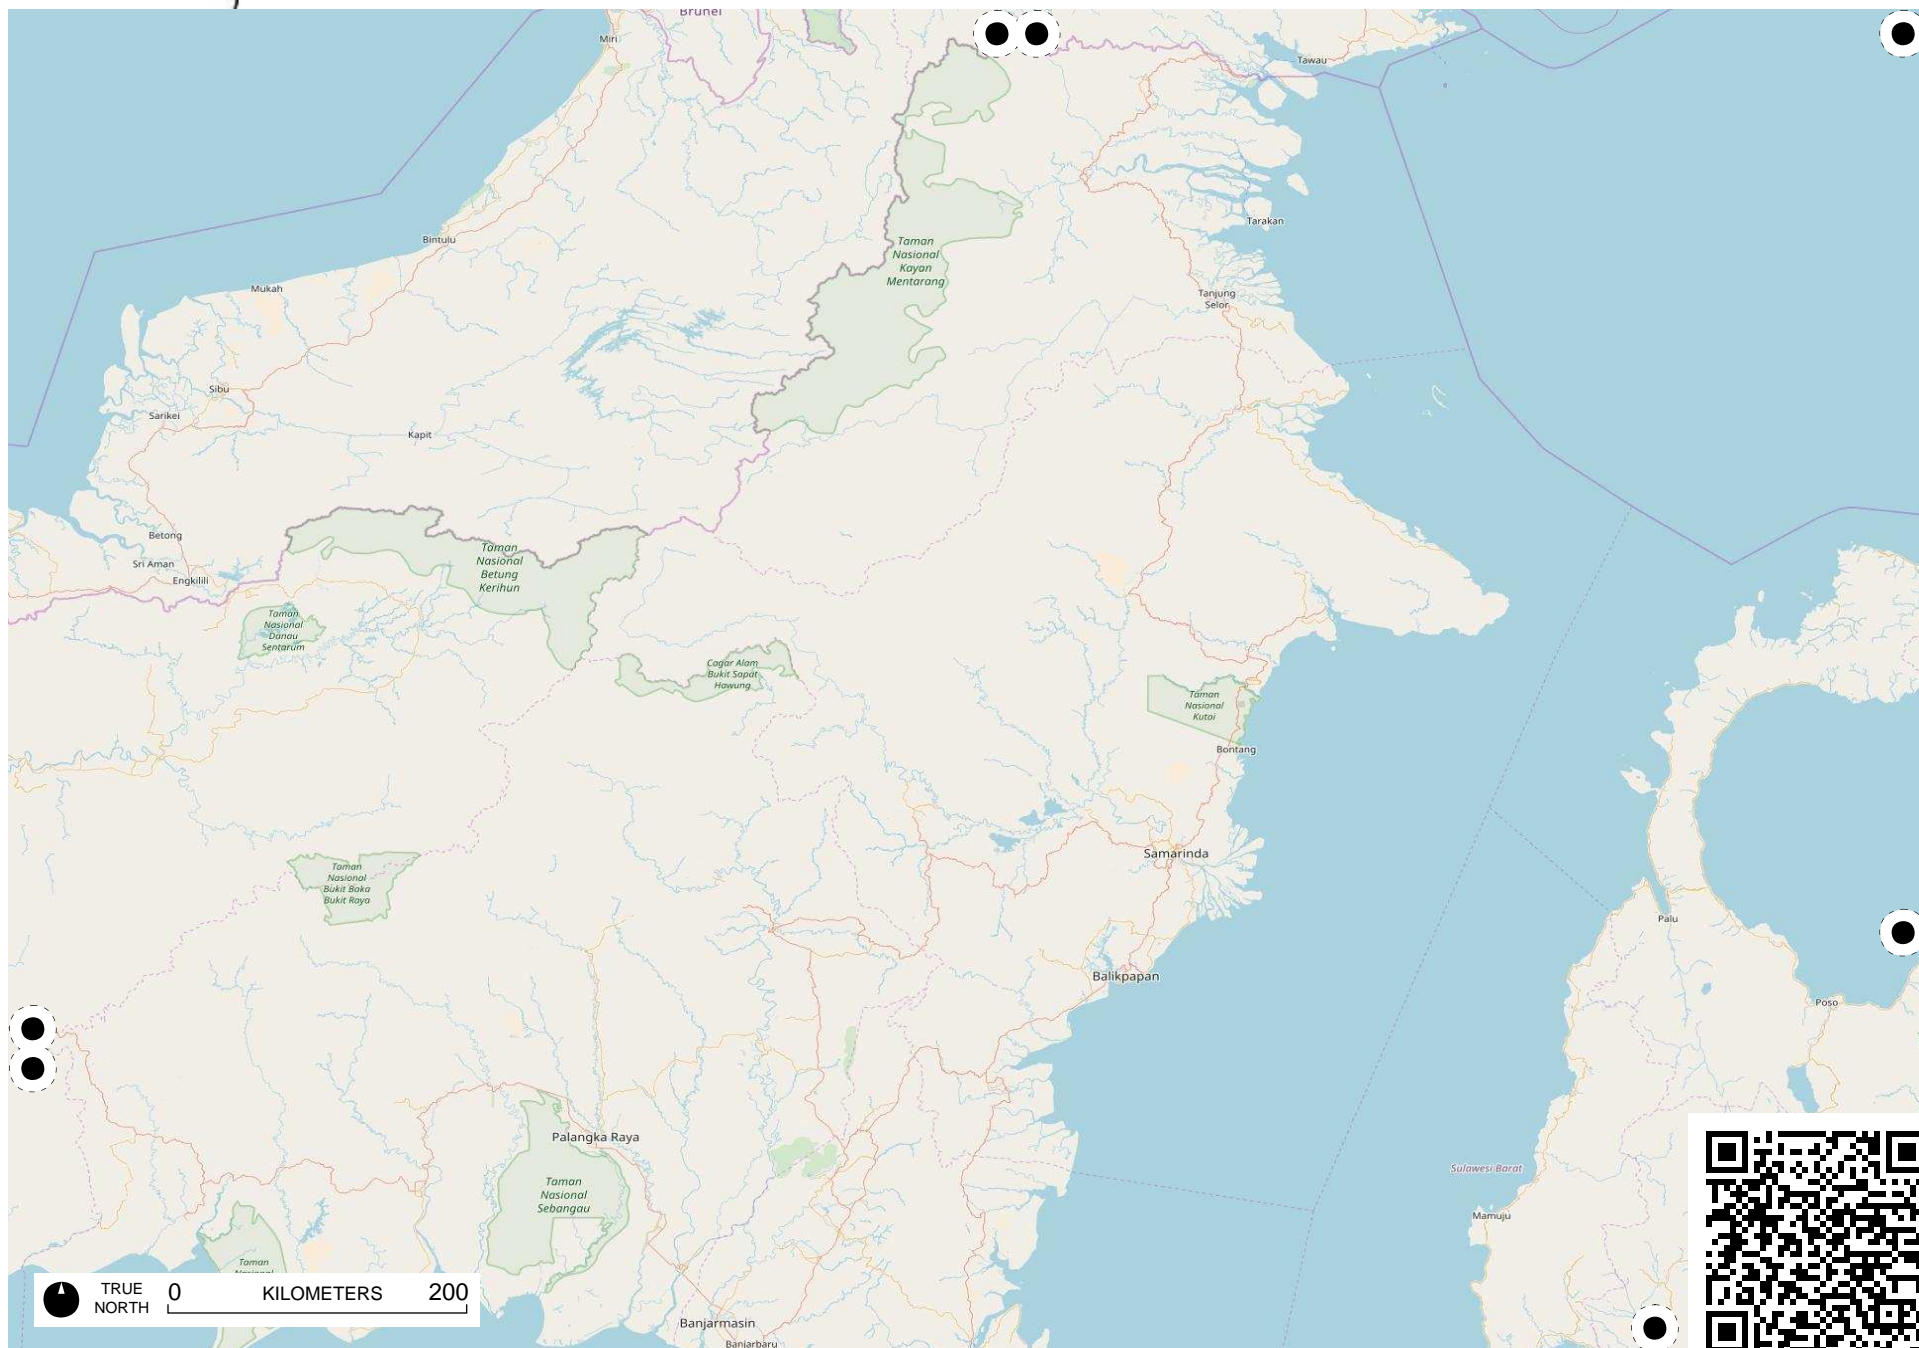 Brunei
Miri
Tawau
Tarakan
Bintulu
Taman
Nasional
Kayan
Mentarang
Mukah
Tanjung
Selor
Sibu
Sarikei
Kapit
Betong
Sri Aman
Engkilili
Taman
Nasional
Betung
Kerihun
Taman
Nasional
Danau
Sentarum
Cagar Alam
Bukit Sapat
Hawung
Taman
Nasional
Kutai
Bontang
Samarinda
Taman
Nasional
Bukit Baka
Bukit Raya
Palu
Balikpapan
Poso
Palangka Raya
Sulawesi Barat
Taman
Nasional
Sebangau
Mamuju
Taman
TRUE
NORTH
0 KILOMETERS 200
Banjarmasin
Banjarbaru